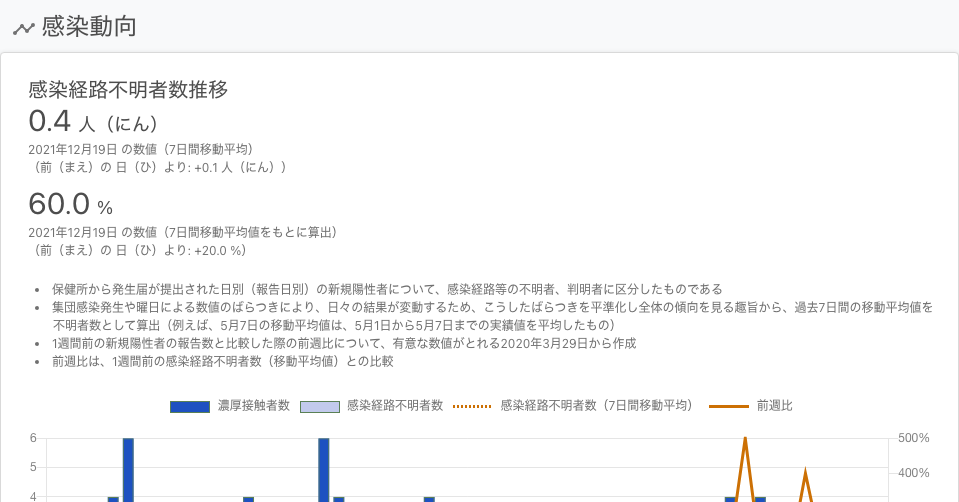 感染動向
感染経路不明者数推移
0.4 人（にん）
2021年12月19日 の数値（7日間移動平均）
（前（まえ）の 日（ひ）より: +0.1 人（にん））
60.0 %
2021年12月19日 の数値（7日間移動平均値をもとに算出）
（前（まえ）の 日（ひ）より: +20.0 %）
• 保健所から発生届が提出された日別（報告日別）の新規陽性者について、感染経路等の不明者、判明者に区分したものである
• 集団感染発生や曜日による数値のばらつきにより、日々の結果が変動するため、こうしたばらつきを平準化し全体の傾向を見る趣旨から、過去7日間の移動平均値を
不明者数として算出（例えば、5月7日の移動平均値は、5月1日から5月7日までの実績値を平均したもの）
• 1週間前の新規陽性者の報告数と比較した際の前週比について、有意な数値がとれる2020年3月29日から作成
• 前週比は、1週間前の感染経路不明者数（移動平均値）との比較
濃厚接触者数 感染経路不明者数 感染経路不明者数（7日間移動平均） 前週比
6 500%
5 400%
4